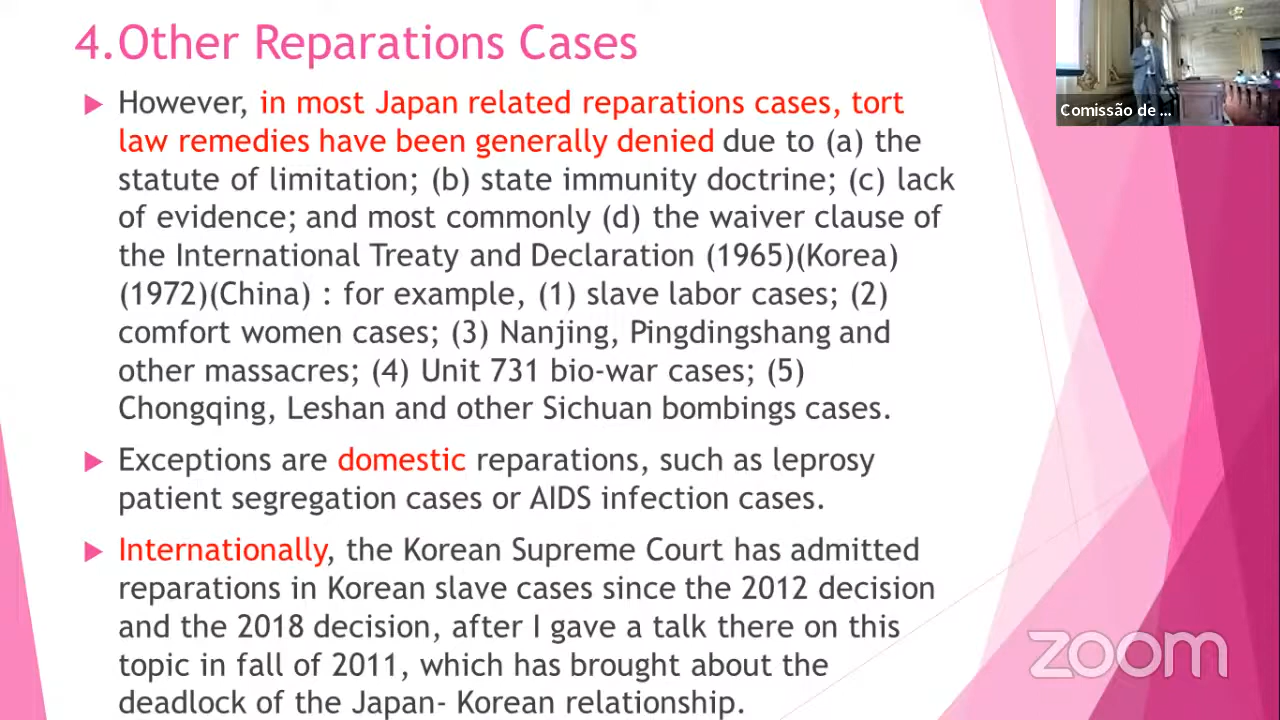 4.Other Reparations Cases
However, in most Japan related reparations cases, tort
law remedies have been generally denied due to (a) the
statute of limitation; (b) state immunity doctrine; (c) lack
of evidence; and most commonly (d) the waiver clause of
the International Treaty and Declaration (1965)(Korea)
(1972)(China) : for example, (1) slave labor cases; (2)
comfort women cases; (3) Nanjing, Pingdingshang and
other massacres; (4) Unit 731 bio-war cases; (5)
Chongqing, Leshan and other Sichuan bombings cases.
Exceptions are domestic reparations, such as leprosy
patient segregation cases or AIDS infection cases.
Internationally, the Korean Supreme Court has admitted
reparations in Korean slave cases since the 2012 decision
and the 2018 decision, after I gave a talk there on this
topic in fall of 2011, which has brought about the
deadlock of the Japan- Korean relationship.
Comissão de ...
zoom